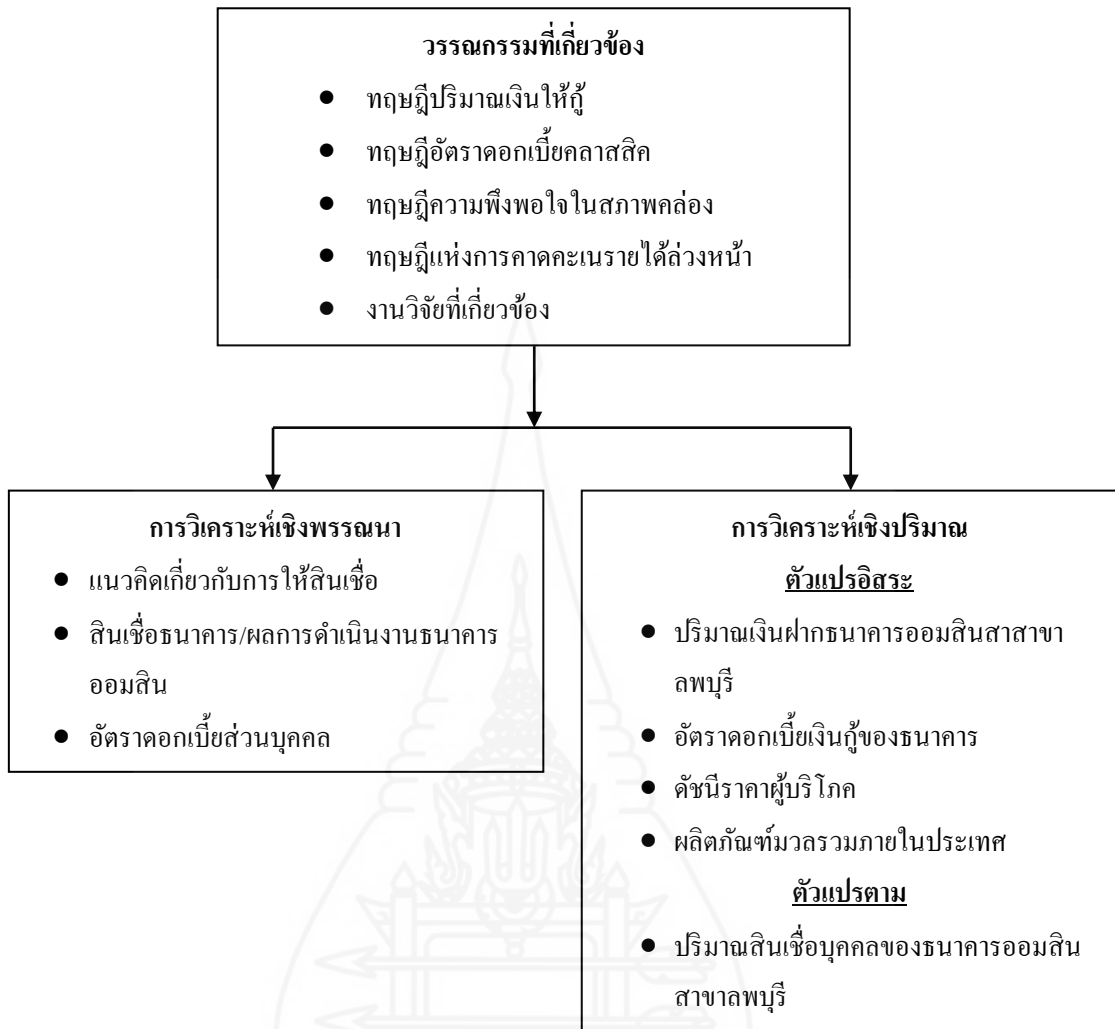 วรรณกรรมที่เกี่ยวข้อง
● ทฤษฎีปริมาณเงินให้กู้
● ทฤษฎีอัตราดอกเบี้ยคลาสสิค
● ทฤษฎีความพึงพอใจในสภาพคล่อง
● ทฤษฎีแห่งการคาดคะเนรายได้ล่วงหน้า
● งานวิจัยที่เกี่ยวข้อง
การวิเคราะห์เชิงพรรณนา
● แนวคิดเกี่ยวกับการให้สินเชื่อ
● สินเชื่อธนาคาร/ผลการดำเนินงานธนาคาร
ออมสิน
● อัตราดอกเบี้ยส่วนบุคคล
การวิเคราะห์เชิงปริมาณ
ตัวแปรอิสระ
● ปริมาณเงินฝากธนาคารออมสินสาสาขา
ลพบุรี
● อัตราดอกเบี้ยเงินกู้ของธนาคาร
● ดัชนีราคาผู้บริโภค
● ผลิตภัณฑ์มวลรวมภายในประเทศ
ตัวแปรตาม
● ปริมาณสินเชื่อบุคคลของธนาคารออมสิน
สาขาลพบุรี